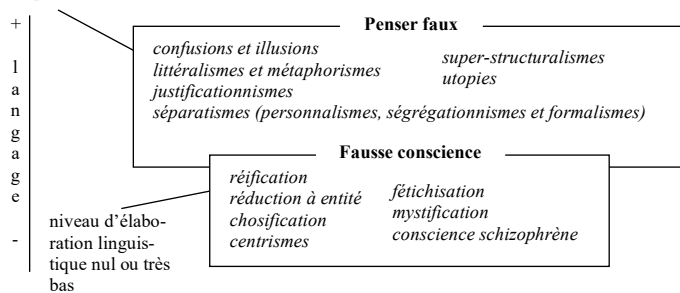 +
l
a
n
g
a
g
e
-
Penser faux
confusions et illusions
littéralismes et métaphorismes
justificationnismes
séparatismes (personnalismes, ségrégationnismes et formalismes)
super-structuralismes
utopies
Fausse conscience
réification
réduction à entité
chosification
centrismes
fétichisation
mystification
conscience schizophrène
niveau d’élabo-
ration linguis-
tique nul ou très
bas